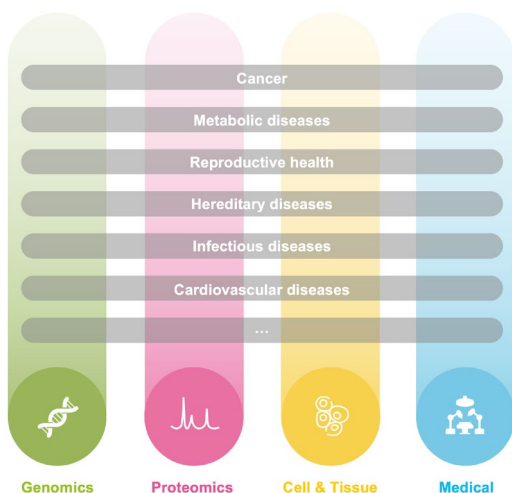 Cancer
Metabolic diseases
Reproductive health
Hereditary diseases
Infectious diseases
Cardiovascular diseases
...
Genomics Proteomics Cell & Tissue Medical